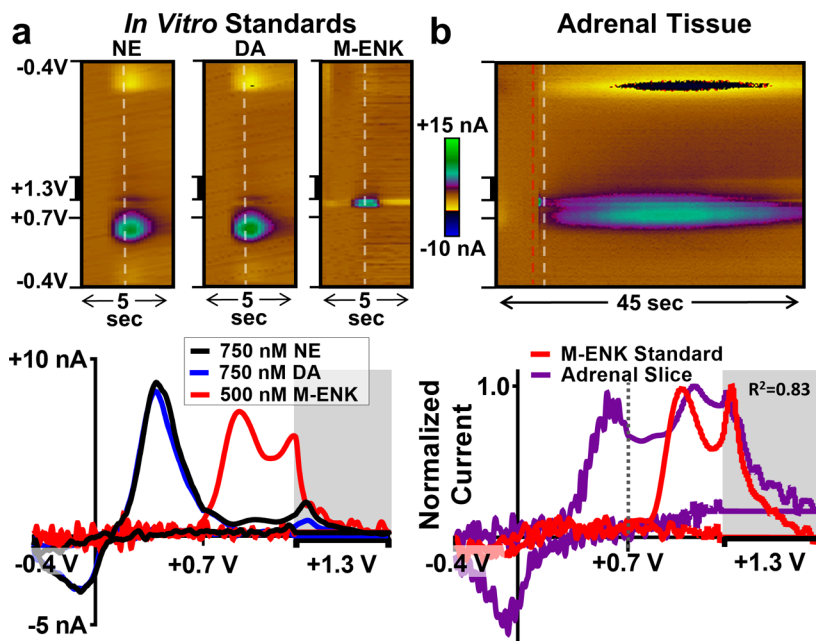 a
In Vitro Standards
NE
DA
M-ENK
-0.4V
+1.3V
+0.7V
-0.4V
5
sec
5
sec
5
sec
+15 nA
-10 nA
b
Adrenal Tissue
45 sec
+10 nA
750 nM NE
750 nM DA
500 nM M-ENK
-0.4 V
+0.7 V
+1.3 V
-5 nA
M-ENK Standard
Adrenal Slice
R²=0.83
1.0
Normalized
Current
-0.4 V
+0.7 V
+1.3 V